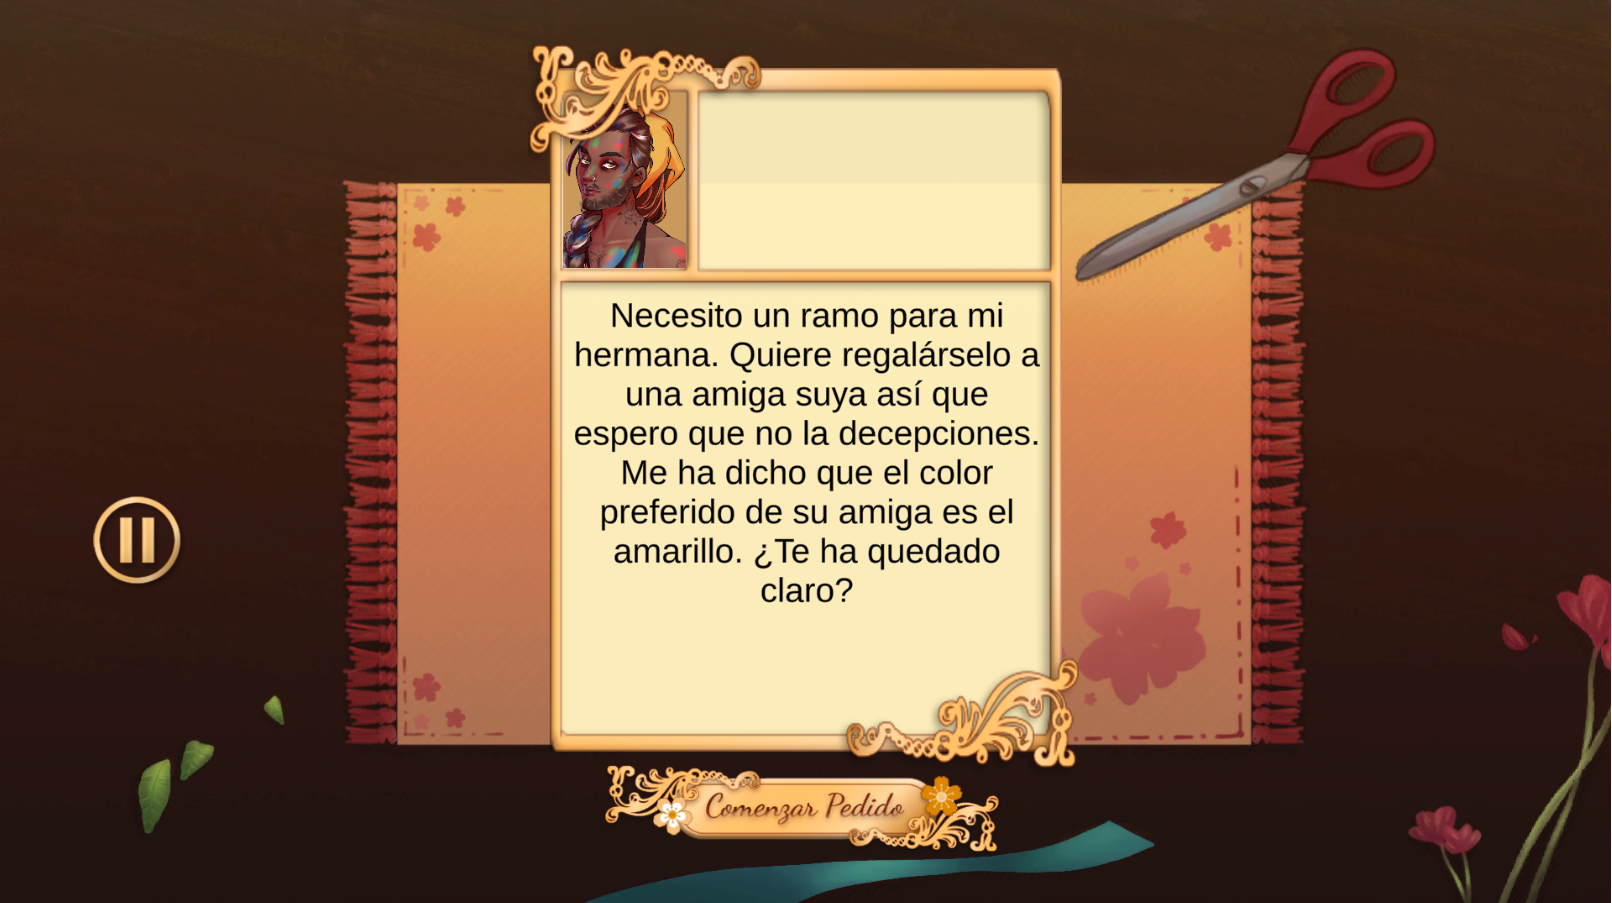 Necesito un ramo para mi
hermana. Quiere regalárselo a
una amiga suya así que
espero que no la decepciones.
Me ha dicho que el color
preferido de su amiga es el
amarillo. ¿Te ha quedado
claro?
Comenzar Pedido